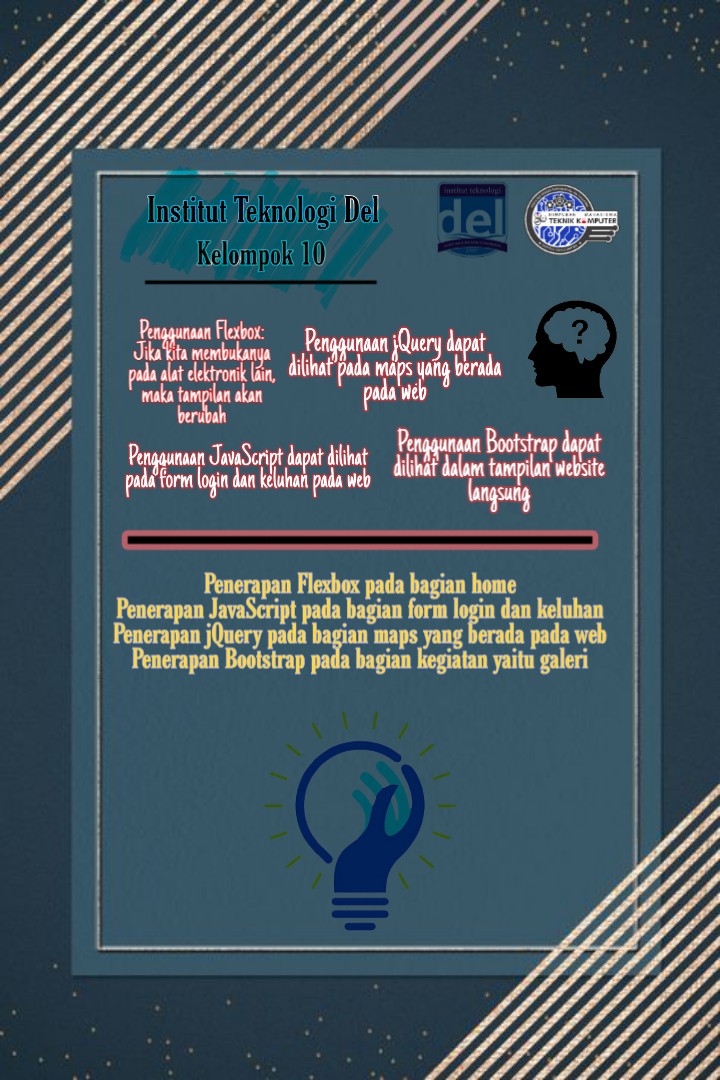 Institut Teknologi Del
Kelompok 10
institut teknologi
del
HIMPUNAN MAHASISWA
TEKNIK KOMPUTER
Penggunaan Flexbox:
Jika kita membukanya
pada alat elektronik lain,
maka tampilan akan
berubah
Penggunaan jQuery dapat
dilihat pada maps yang berada
pada web
?
Penggunaan JavaScript dapat dilihat
pada form login dan keluhan pada web
Penggunaan Bootstrap dapat
dilihat dalam tampilan website
langsung
Penerapan Flexbox pada bagian home
Penerapan JavaScript pada bagian form login dan keluhan
Penerapan jQuery pada bagian maps yang berada pada web
Penerapan Bootstrap pada bagian kegiatan yaitu galeri